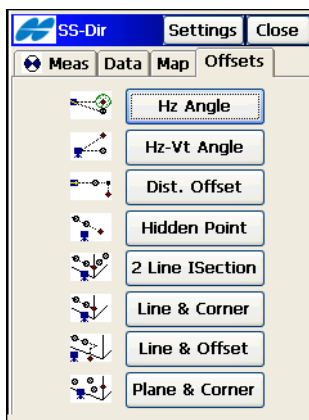 SS-Dir Settings Close
Meas Data Map Offsets
Hz Angle
Hz-Vt Angle
Dist. Offset
Hidden Point
2 Line ISection
Line & Corner
Line & Offset
Plane & Corner